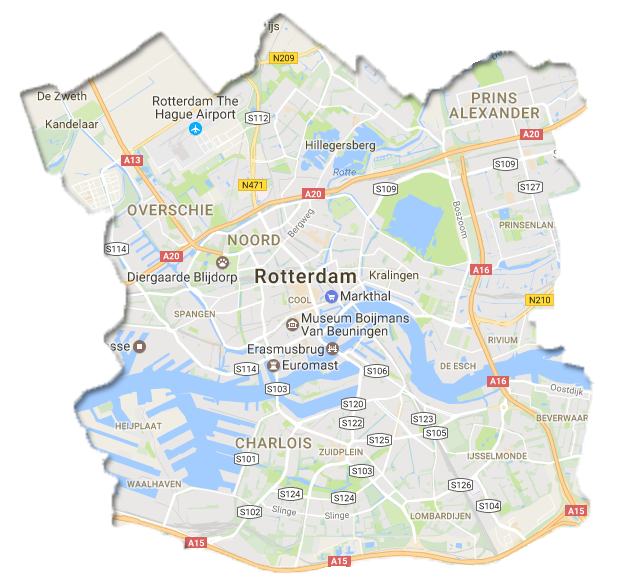 ijs
N209
De Zweth
PRINS
ALEXANDER
Rotterdam The
Hague Airport
Kandelaar
S112
A20
Hillegersberg
A13
Rotte
S109
N471
S109
S127
A20
OVERSCHIE
Bergweg
Boszoom
PRINSENLAN
NOORD
S114
A20
Diergaarde Blijdorp
Rotterdam
Kralingen
A16
COOL
Markthal
N210
SPANGEN
Museum Boijmans
Van Beuningen
RIVIUM
sse
Erasmusbrug
S114
Euromast
S106
DE ESCH
A16
S103
Oostdijk
S120
HEIJPLAAT
S122
S123
BEVERWAAR
S105
CHARLOIS
S125
ZUIDPLEIN
S101
S103
IJSSELMONDE
WAALHAVEN
S124
S124
S126
S104
S102
Slinge
Slinge
LOMBARDIJEN
A15
A15
A15